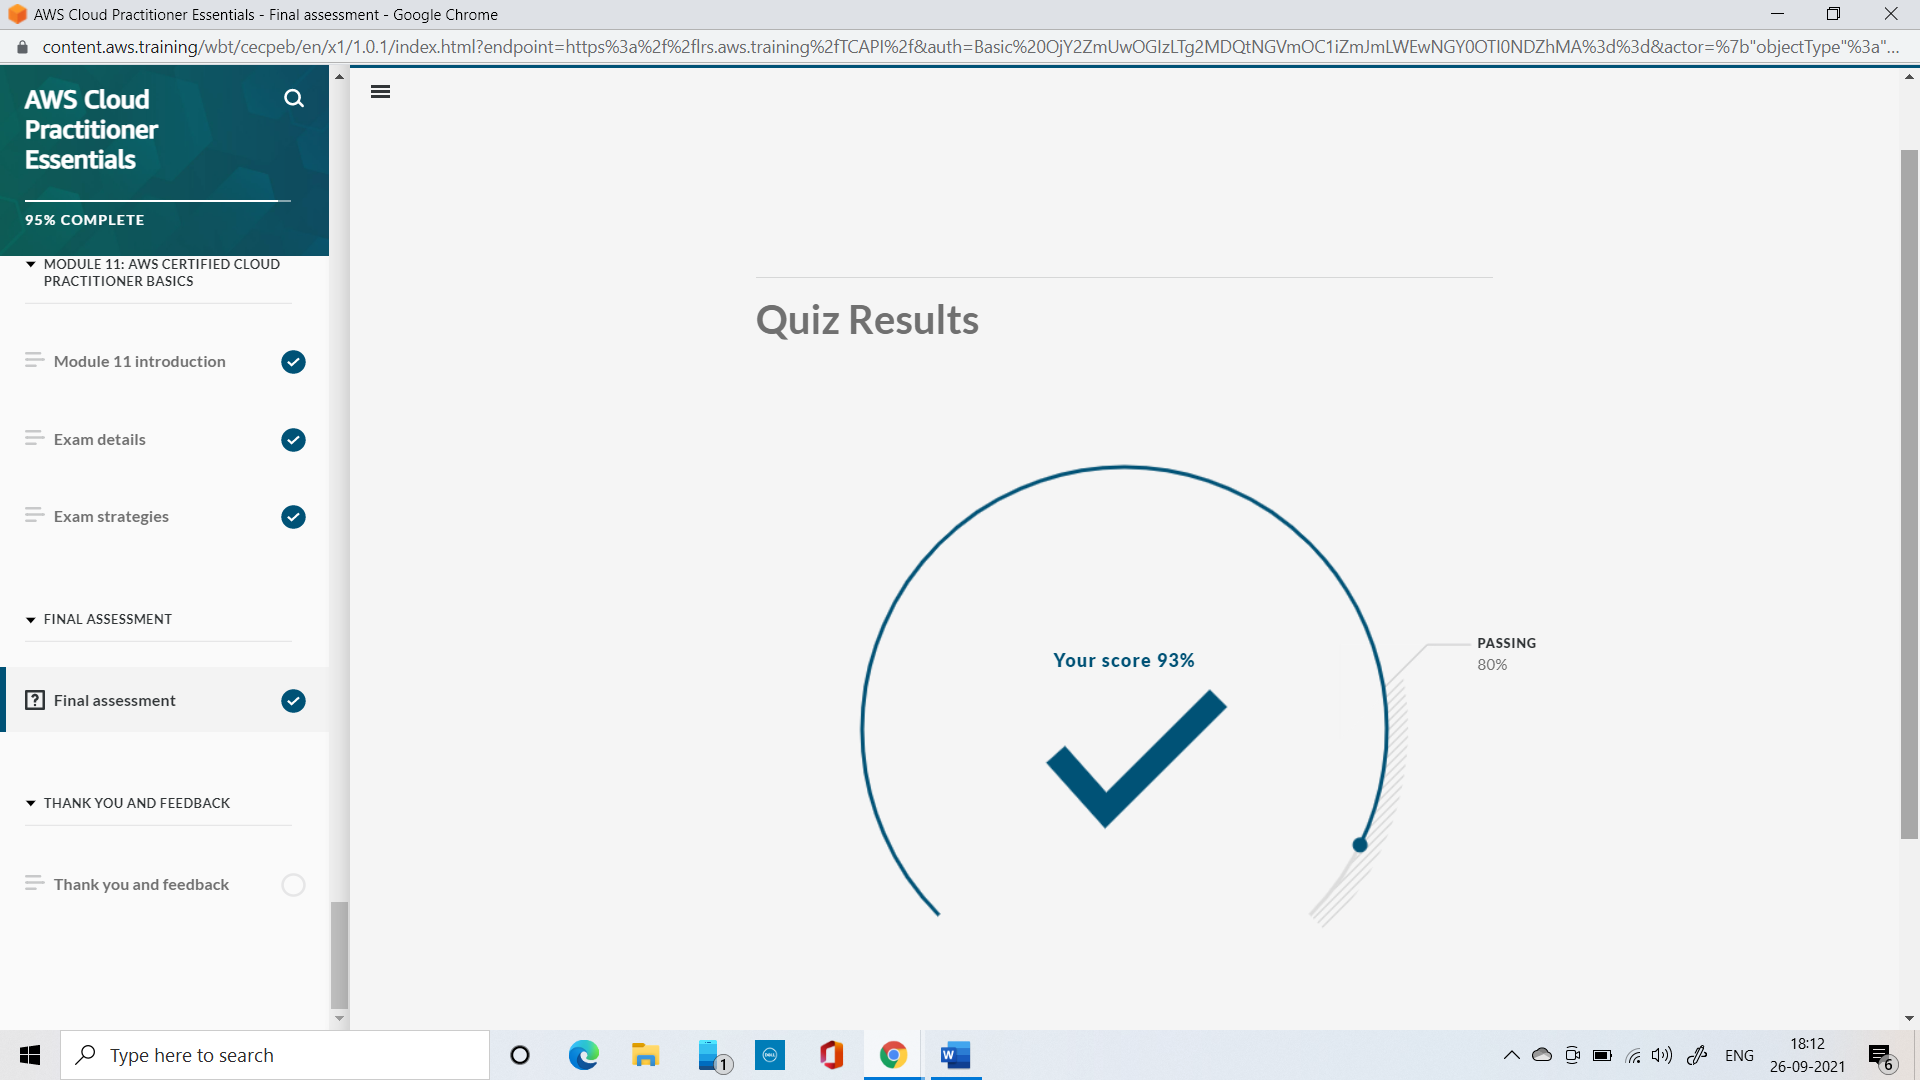 AWS Cloud Practitioner Essentials - Final assessment - Google Chrome
content.aws.training/wbt/cecpeb/en/x1/1.0.1/index.html?endpoint=https%3a%2f%2flrs.aws.training%2fTCAPI%2f&auth=Basic%20OjY2ZmUwOGIzLTg2MDQtNGVmOC1iZmJmLWEwNGY0OTI0NDZhMA%3d%3d&actor=%7b"objectType"%3a"...
AWS Cloud
Practitioner
Essentials
95% COMPLETE
MODULE 11: AWS CERTIFIED CLOUD
PRACTITIONER BASICS
Module 11 introduction
Exam details
Exam strategies
FINAL ASSESSMENT
Final assessment
THANK YOU AND FEEDBACK
Thank you and feedback
Quiz Results
Your score 93%
PASSING
80%
Type here to search
1
DELL
W
ENG
18:12
26-09-2021
6